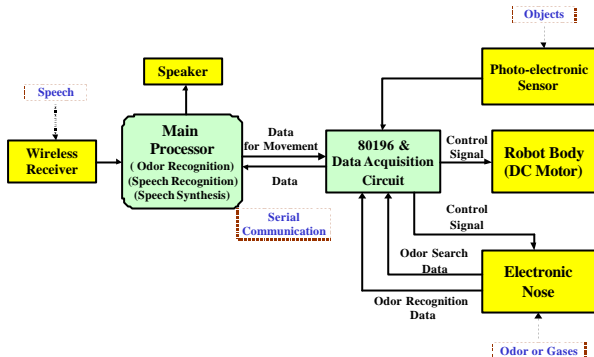 Objects
Speaker
Photo-electronic
Sensor
Speech
Main
Processor
( Odor Recognition)
(Speech Recognition)
(Speech Synthesis)
Wireless
Receiver
Data
for Movement
Data
80196 &
Data Acquisition
Circuit
Control
Signal
Robot Body
(DC Motor)
Serial
Communication
Control
Signal
Odor Search
Data
Odor Recognition
Data
Electronic
Nose
Odor or Gases